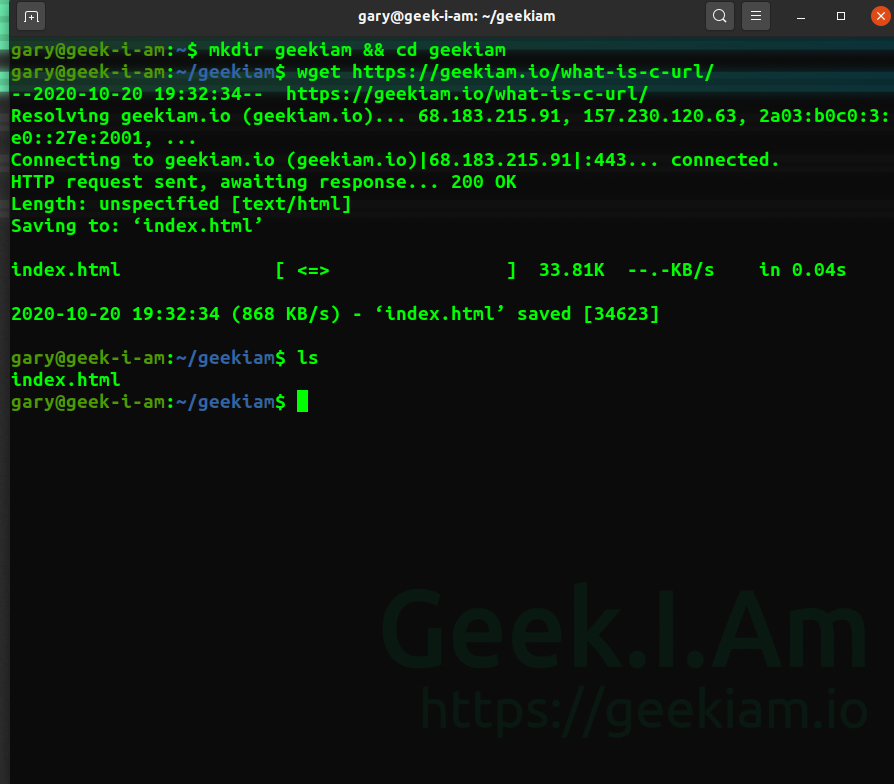 gary@geek-i-am: ~/geekiam
gary@geek-i-am:~$ mkdir geekiam && cd geekiam
gary@geek-i-am:~/geekiam$ wget https://geekiam.io/what-is-c-url/
--2020-10-20 19:32:34--  https://geekiam.io/what-is-c-url/
Resolving geekiam.io (geekiam.io)... 68.183.215.91, 157.230.120.63, 2a03:b0c0:3:
e0::27e:2001, ...
Connecting to geekiam.io (geekiam.io)|68.183.215.91|:443... connected.
HTTP request sent, awaiting response... 200 OK
Length: unspecified [text/html]
Saving to: ‘index.html’
index.html              [ <=>                ]  33.81K  --.-KB/s    in 0.04s
2020-10-20 19:32:34 (868 KB/s) - ‘index.html’ saved [34623]
gary@geek-i-am:~/geekiam$ ls
index.html
gary@geek-i-am:~/geekiam$
Geek.I.Am
https://geekiam.io